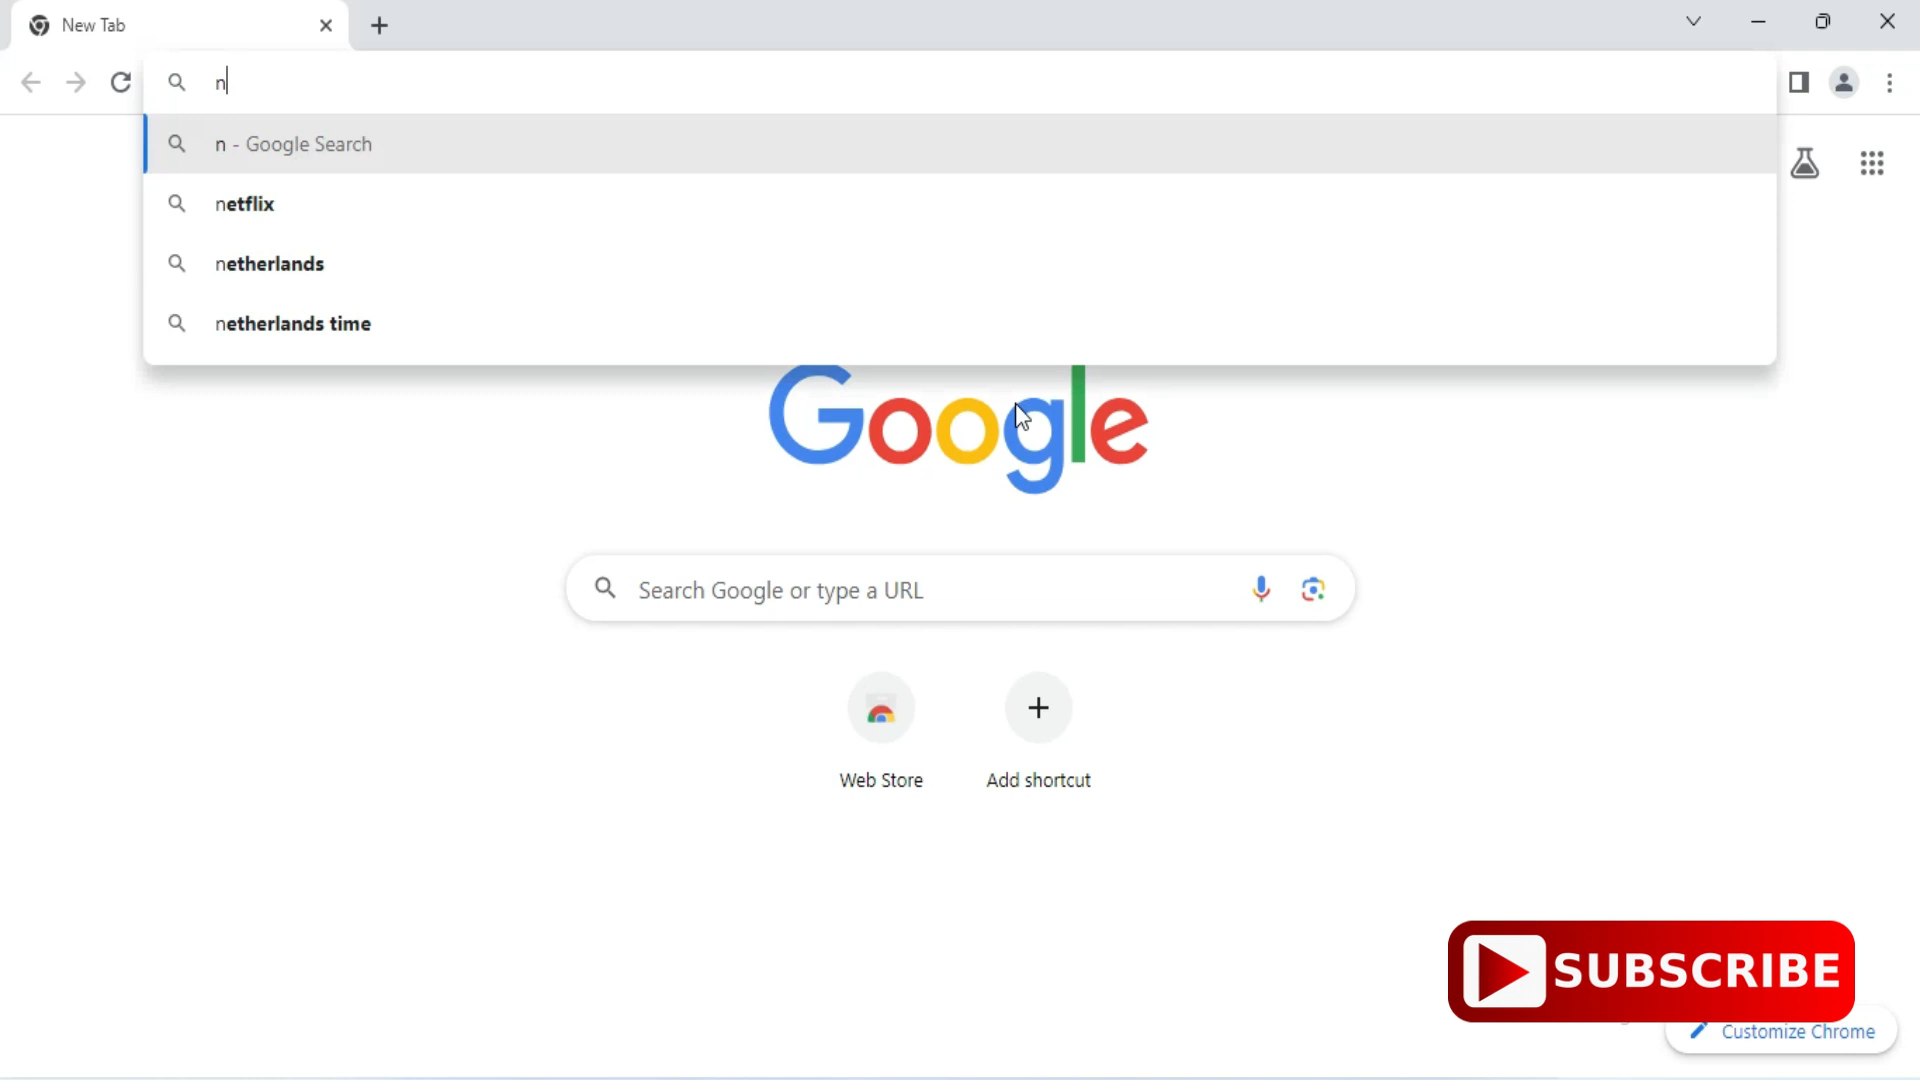 New Tab
n
n - Google Search
netflix
netherlands
netherlands time
Google
Search Google or type a URL
Web Store
Add shortcut
SUBSCRIBE
Customize Chrome